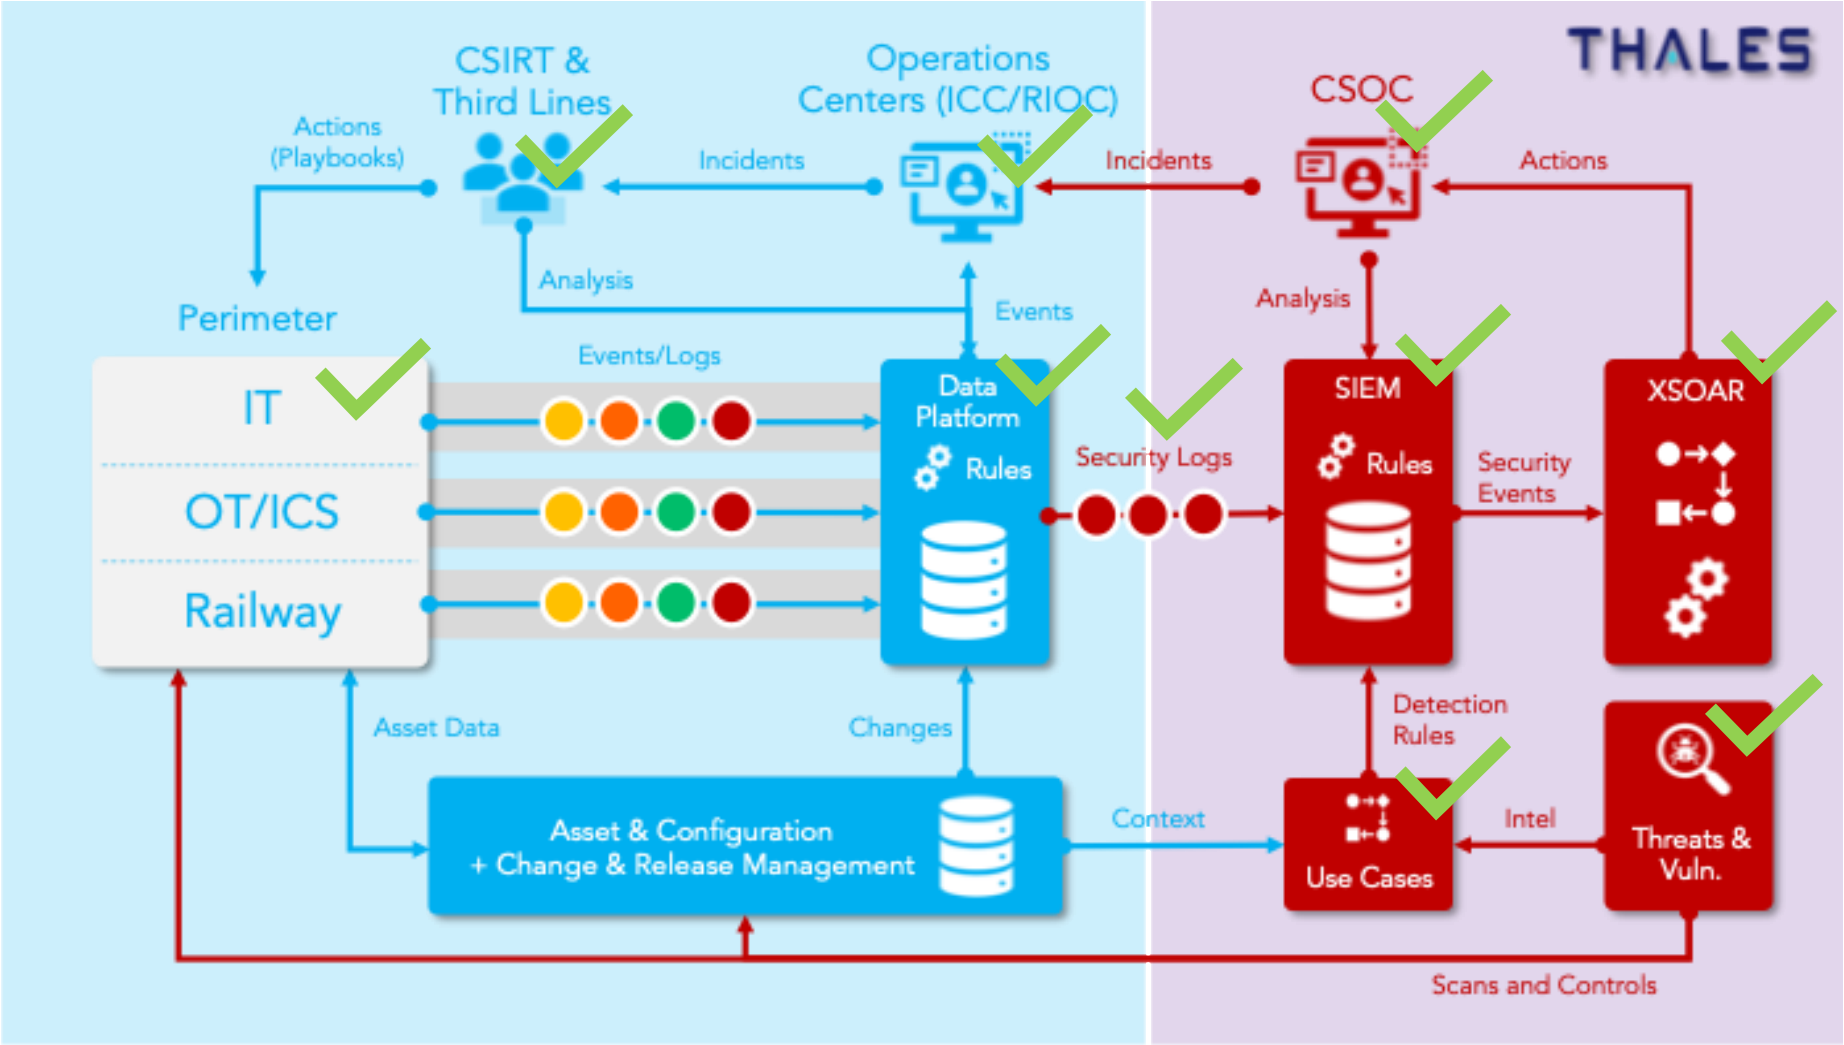 THALES
CSIRT &
Third Lines
Operations
Centers (ICC/RIOC)
CSOC
Actions
(Playbooks)
Incidents
Incidents
Actions
Analysis
Events
Analysis
Perimeter
Events/Logs
IT
OT/ICS
Railway
Data
Platform
Rules
Security Logs
SIEM
Rules
Security
Events
XSOAR
Asset Data
Changes
Detection
Rules
Asset & Configuration
+ Change & Release Management
Context
Use Cases
Intel
Threats &
Vuln.
Scans and Controls